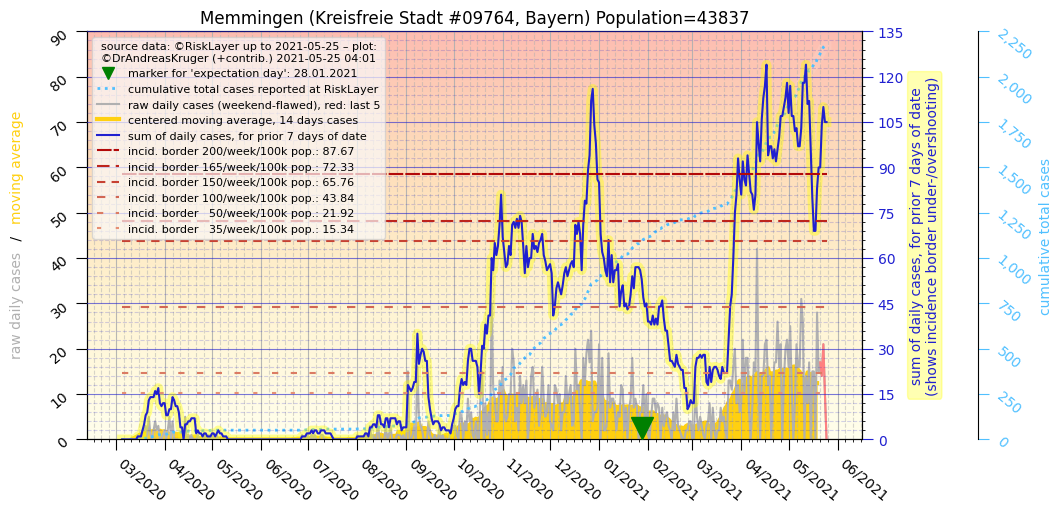 Memmingen (Kreisfreie Stadt #09764, Bayern) Population=43837
source data: ©RiskLayer up to 2021-05-25 – plot:
©DrAndreasKruger (+contrib.) 2021-05-25 04:01
marker for 'expectation day': 28.01.2021
cumulative total cases reported at RiskLayer
raw daily cases (weekend-flawed), red: last 5
centered moving average, 14 days cases
sum of daily cases, for prior 7 days of date
incid. border 200/week/100k pop.: 87.67
incid. border 165/week/100k pop.: 72.33
incid. border 150/week/100k pop.: 65.76
incid. border 100/week/100k pop.: 43.84
incid. border 50/week/100k pop.: 21.92
incid. border 35/week/100k pop.: 15.34
raw daily cases / moving average
90
80
70
60
50
40
30
20
10
0
03/2020
04/2020
05/2020
06/2020
07/2020
08/2020
09/2020
10/2020
11/2020
12/2020
01/2021
02/2021
03/2021
04/2021
05/2021
06/2021
135
120
105
90
75
60
45
30
15
0
sum of daily cases, for prior 7 days of date
(shows incidence border under-/overshooting)
2,250
2,000
1,750
1,500
1,250
1,000
750
500
250
0
cumulative total cases